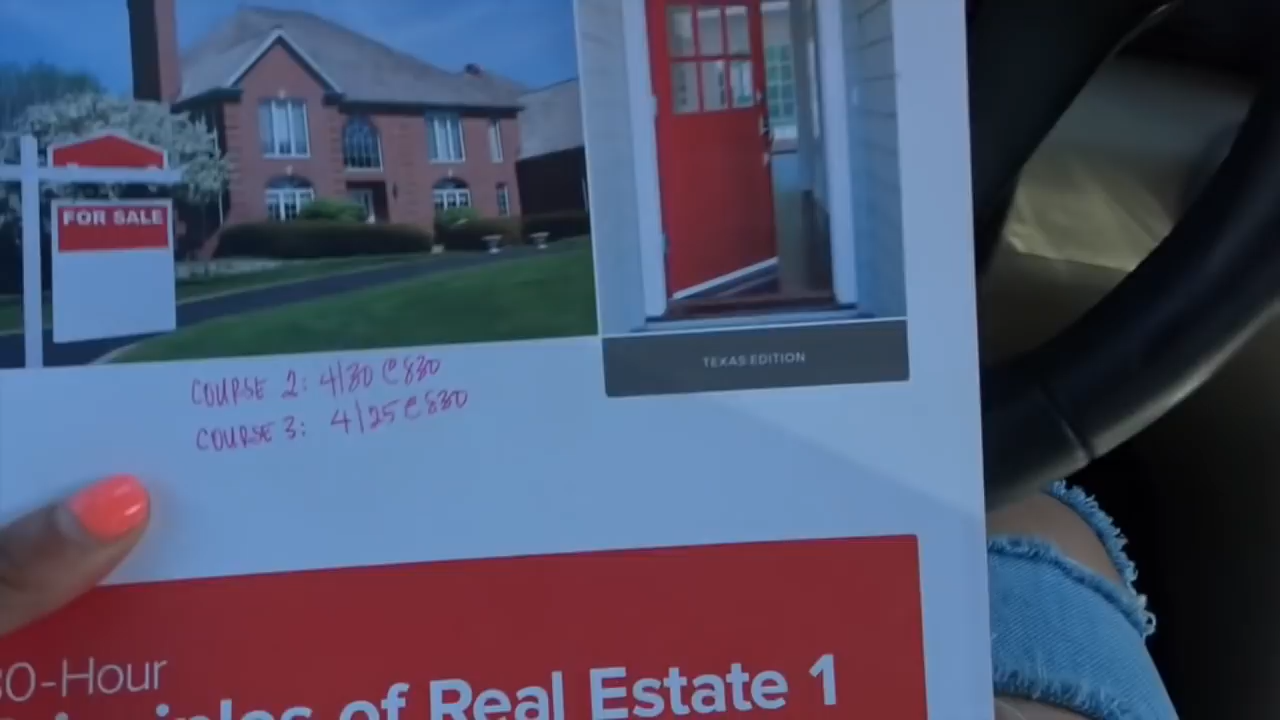 FOR SALE
TEXAS EDITION
COURSE 2: 4/30 @ 830
COURSE 3: 4/25 @ 830
30-Hour
Principles of Real Estate 1